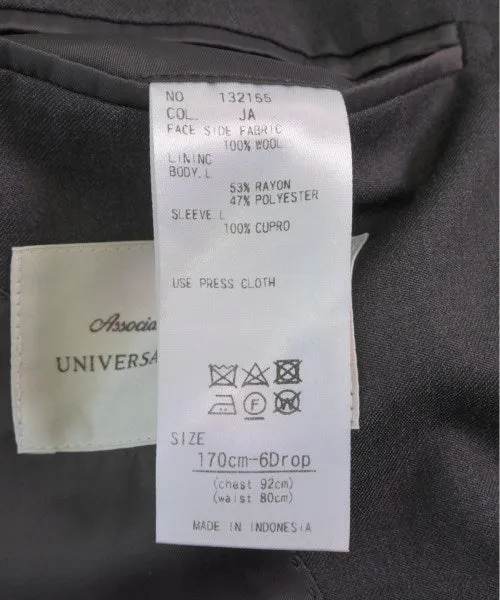 NO 132155
COL. JA
FACE SIDE FABRIC
100% WOOL
LINING
BODY.L
53% RAYON
47% POLYESTER
SLEEVE.L
100% CUPRO
USE PRESS CLOTH
Associa
UNIVERSA
F
W
SIZE
170cm-6Drop
(chest 92cm)
(waist 80cm)
MADE IN INDONESIA